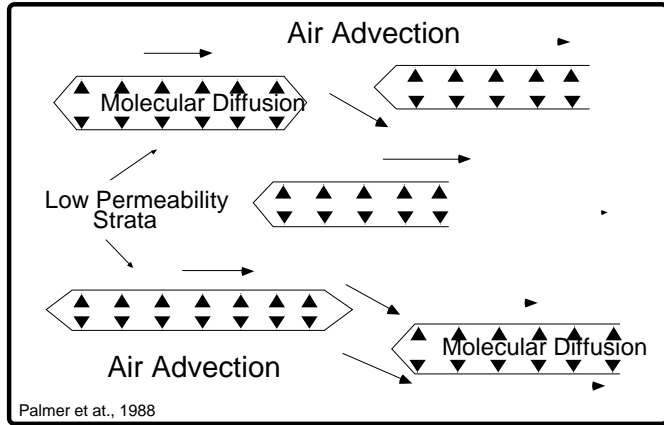 Air Advection
Molecular Diffusion
Low Permeability
Strata
Molecular Diffusion
Air Advection
Palmer et at., 1988